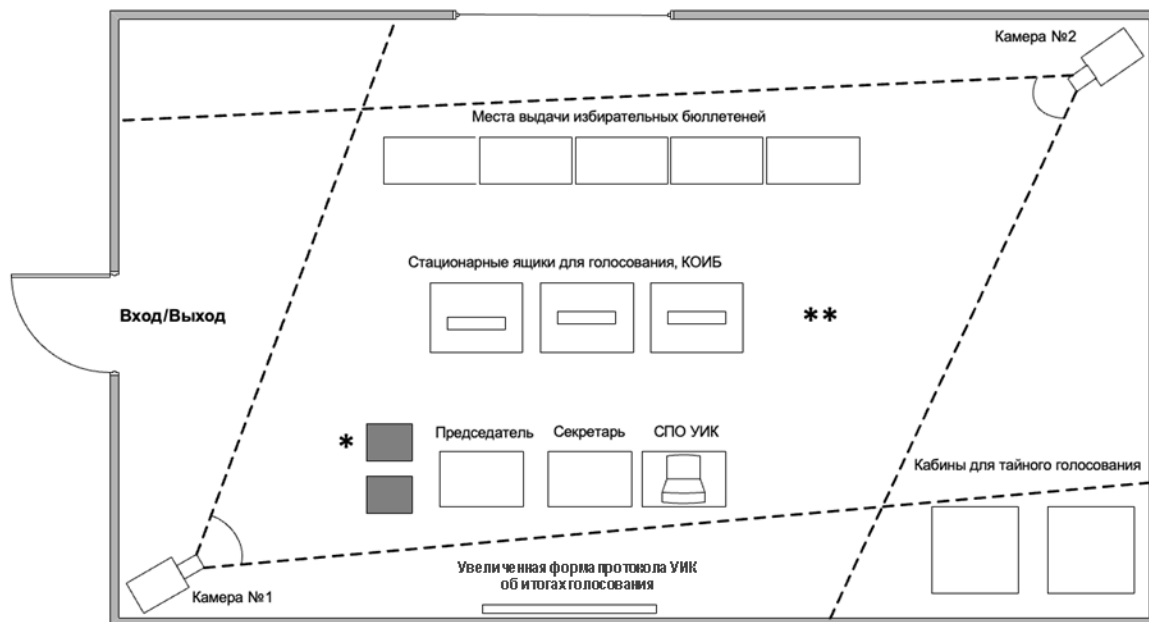 Камера №2
Места выдачи избирательных бюллетеней
Стационарные ящики для голосования, КОИБ
Вход/Выход
**
*
Председатель
Секретарь
СПО УИК
Кабины для тайного голосования
Увеличенная форма протокола УИК
об итогах голосования
Камера №1